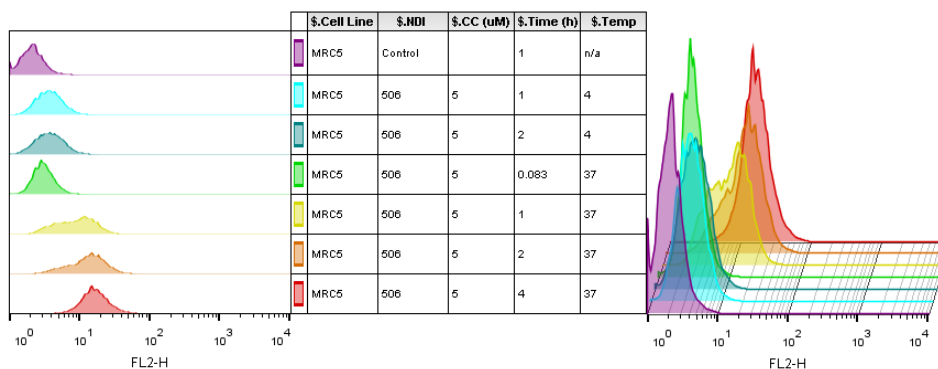 $.Cell Line $.NDI $.CC (uM) $.Time (h) $.Temp
MRC5 Control 1 n/a
MRC5 506 5 1 4
MRC5 506 5 2 4
MRC5 506 5 0.083 37
MRC5 506 5 1 37
MRC5 506 5 2 37
MRC5 506 5 4 37
10⁰ 10¹ 10² 10³ 10⁴
FL2-H
10⁰ 10¹ 10² 10³ 10⁴
FL2-H